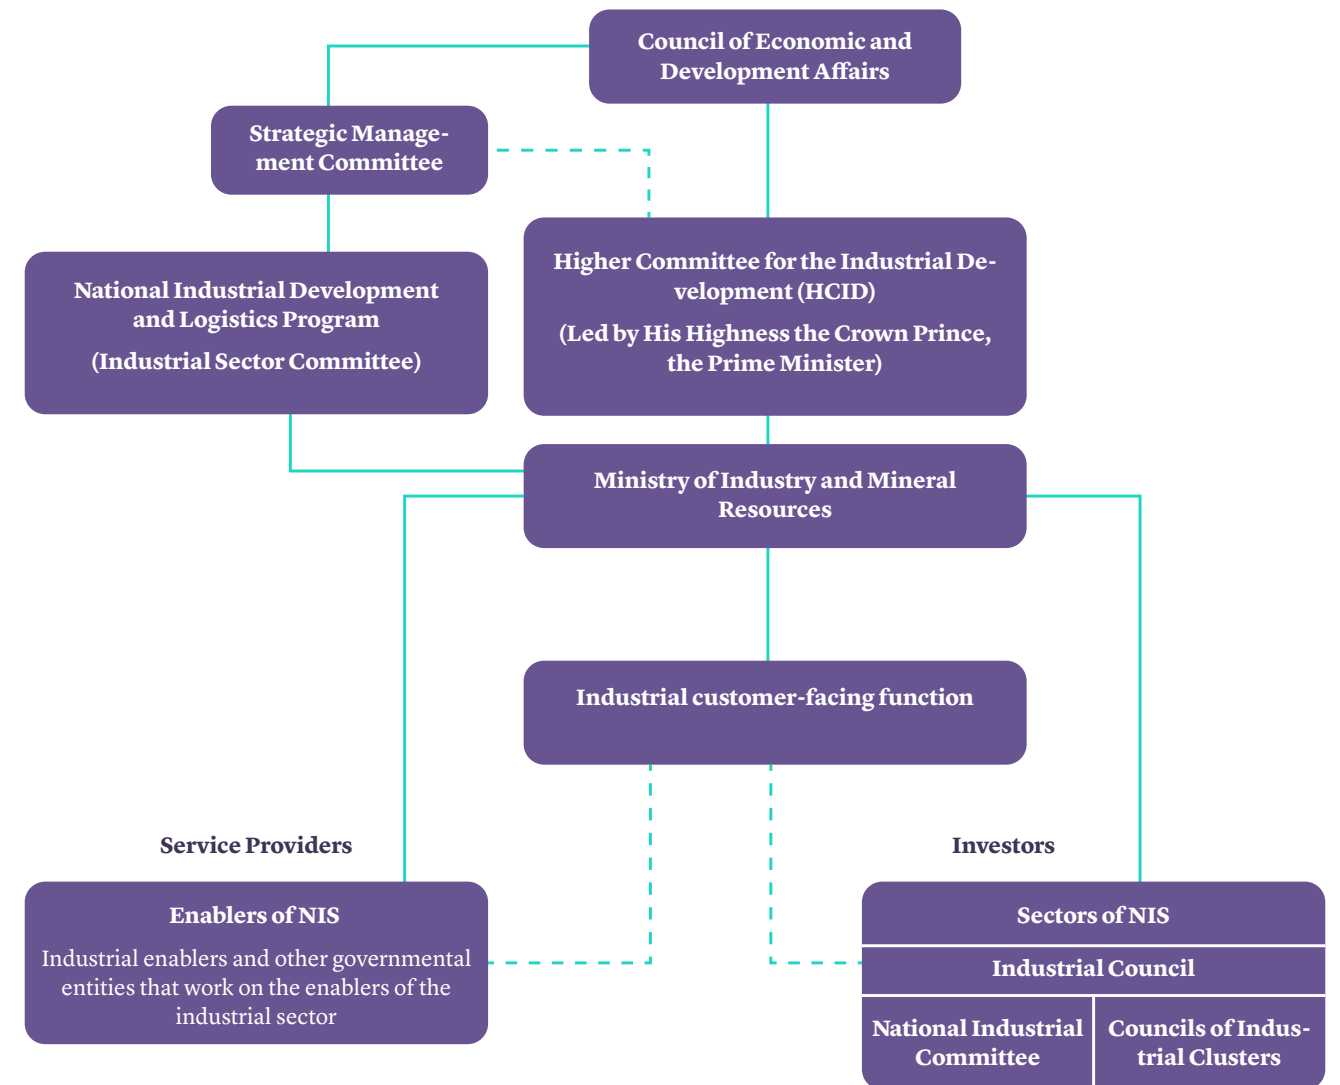 Council of Economic and
Development Affairs
Strategic Manage-
ment Committee
National Industrial Development
and Logistics Program
(Industrial Sector Committee)
Higher Committee for the Industrial De-
velopment (HCID)
(Led by His Highness the Crown Prince,
the Prime Minister)
Ministry of Industry and Mineral
Resources
Industrial customer-facing function
Service Providers
Investors
Enablers of NIS
Industrial enablers and other governmental
entities that work on the enablers of the
industrial sector
Sectors of NIS
Industrial Council
National Industrial
Committee
Councils of Indus-
trial Clusters